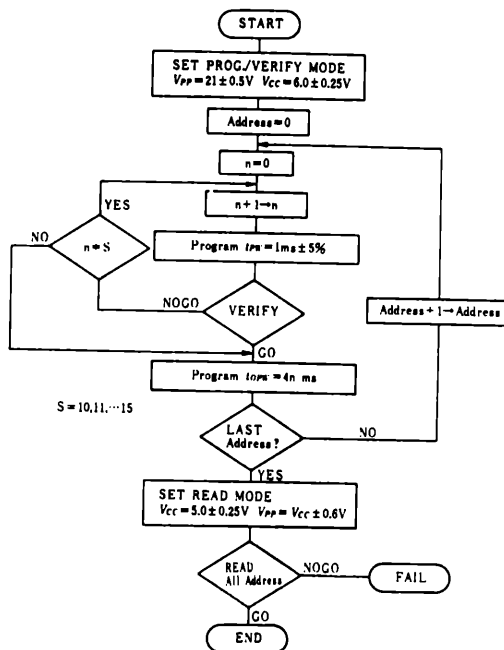 START
SET PROG./VERIFY MODE
VPP = 21 ± 0.5V VCC = 6.0 ± 0.25V
Address = 0
n = 0
YES
n + 1 → n
NO
n ≠ S
Program tPW = 1ms ± 5%
NOGO
VERIFY
Address + 1 → Address
GO
Program tOPW = 4n ms
S = 10, 11, ··· 15
LAST
Address?
NO
YES
SET READ MODE
VCC = 5.0 ± 0.25V VPP = VCC ± 0.6V
READ
All Address
NOGO
FAIL
GO
END